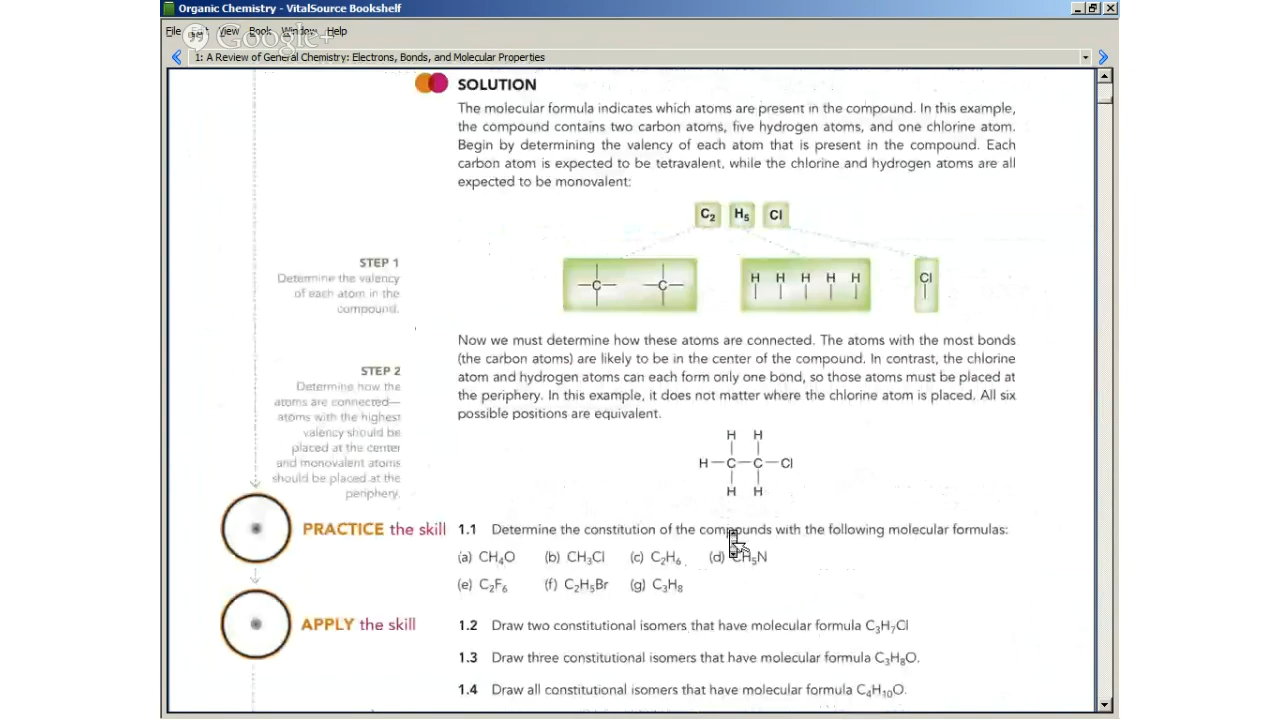 Organic Chemistry - VitalSource Bookshelf
File View Book Window Help
Google+
1: A Review of General Chemistry: Electrons, Bonds, and Molecular Properties
SOLUTION
The molecular formula indicates which atoms are present in the compound. In this example,
the compound contains two carbon atoms, five hydrogen atoms, and one chlorine atom.
Begin by determining the valency of each atom that is present in the compound. Each
carbon atom is expected to be tetravalent, while the chlorine and hydrogen atoms are all
expected to be monovalent:
C₂ H₅ Cl
STEP 1
Determine the valency
of each atom in the
compound.
C C H H H H H Cl
Now we must determine how these atoms are connected. The atoms with the most bonds
(the carbon atoms) are likely to be in the center of the compound. In contrast, the chlorine
atom and hydrogen atoms can each form only one bond, so those atoms must be placed at
the periphery. In this example, it does not matter where the chlorine atom is placed. All six
possible positions are equivalent.
STEP 2
Determine how the
atoms are connected—
atoms with the highest
valency should be
placed at the center
and monovalent atoms
should be placed at the
periphery.
H H
H C C Cl
H H
PRACTICE the skill 1.1 Determine the constitution of the compounds with the following molecular formulas:
(a) CH₄O (b) CH₃Cl (c) C₂H₆ (d) CH₅N
(e) C₂F₆ (f) C₂H₅Br (g) C₃H₈
APPLY the skill 1.2 Draw two constitutional isomers that have molecular formula C₃H₇Cl
1.3 Draw three constitutional isomers that have molecular formula C₃H₈O.
1.4 Draw all constitutional isomers that have molecular formula C₄H₁₀O.